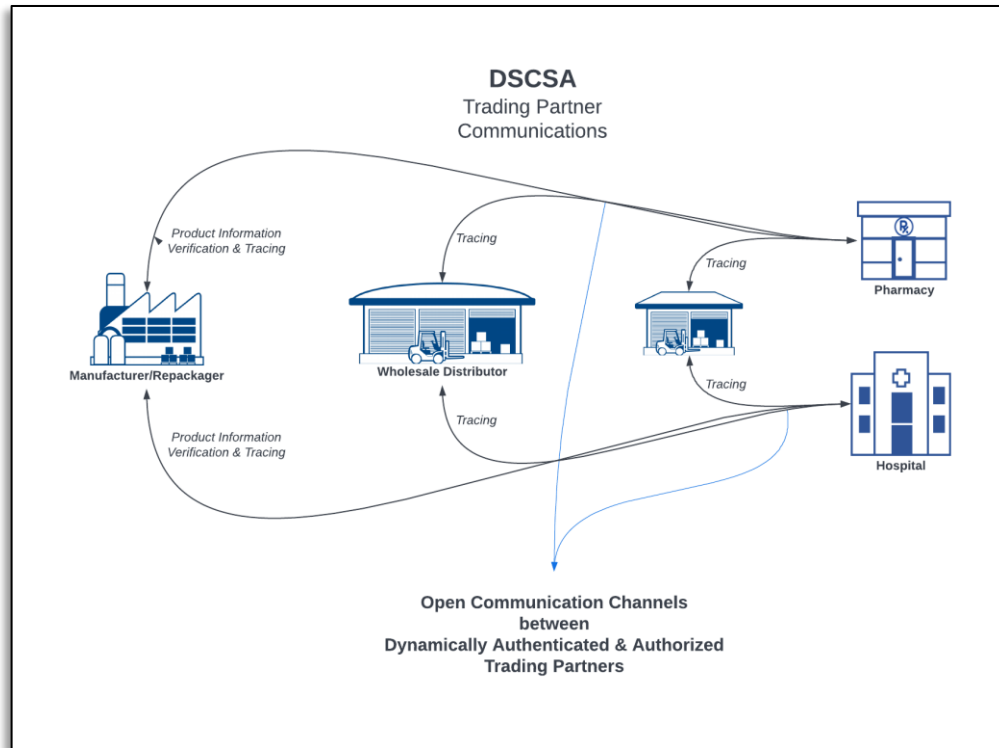 DSCSA
Trading Partner
Communications
Product Information
Verification & Tracing
Tracing
Tracing
Rx
Pharmacy
Manufacturer/Repackager
Wholesale Distributor
Tracing
Tracing
Product Information
Verification & Tracing
Hospital
Open Communication Channels
between
Dynamically Authenticated & Authorized
Trading Partners